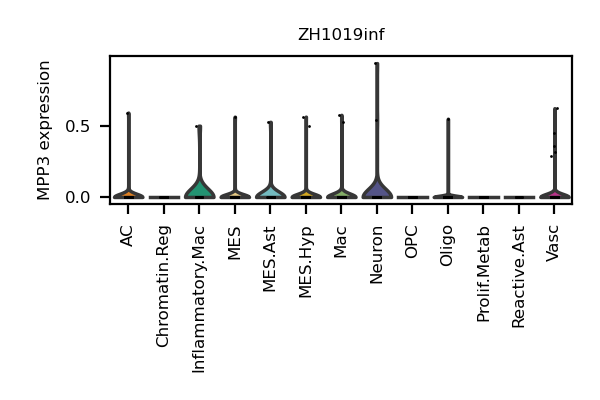 ZH1019inf
MPP3 expression
0.5
0.0
AC
Chromatin.Reg
Inflammatory.Mac
MES
MES.Ast
MES.Hyp
Mac
Neuron
OPC
Oligo
Prolif.Metab
Reactive.Ast
Vasc